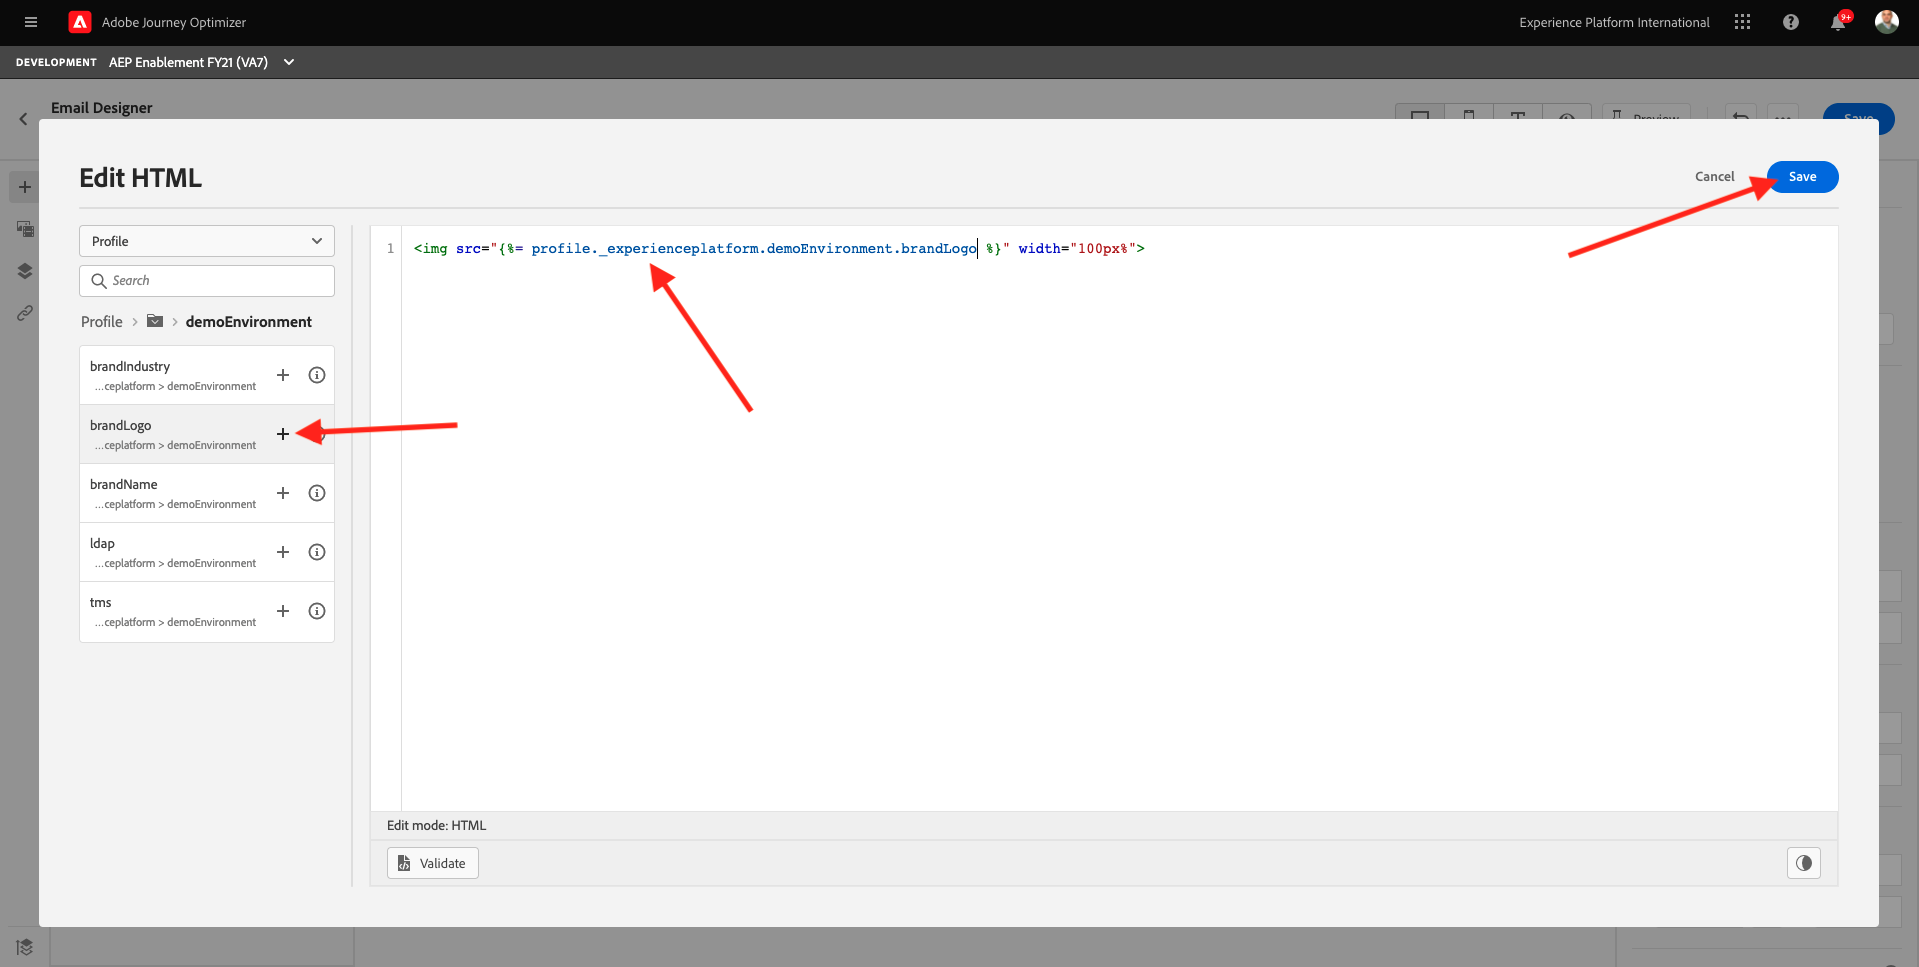 Adobe Journey Optimizer
Experience Platform International
9+
DEVELOPMENT AEP Enablement FY21 (VA7)
Email Designer
Preview
Save
Edit HTML
Cancel
Save
Profile
Search
Profile > demoEnvironment
brandIndustry
...ceplatform > demoEnvironment
brandLogo
...ceplatform > demoEnvironment
brandName
...ceplatform > demoEnvironment
ldap
...ceplatform > demoEnvironment
tms
...ceplatform > demoEnvironment
1 <img src="{%= profile._experienceplatform.demoEnvironment.brandLogo %}" width="100px%">
Edit mode: HTML
Validate